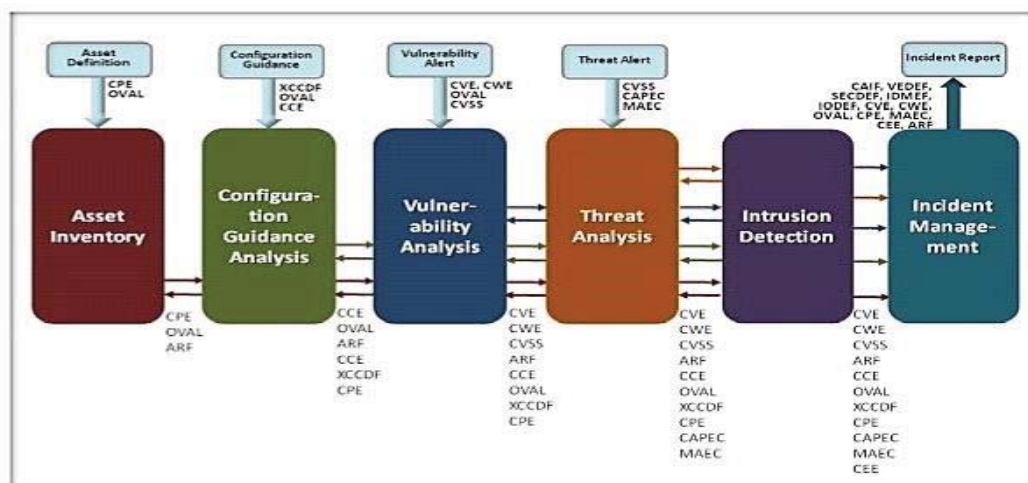 Asset
Definition
CPE
OVAL
Configuration
Guidance
XCCDF
OVAL
CCE
Vulnerability
Alert
CVE, CWE
OVAL
CVSS
Threat Alert
CVSS
CAPEC
MAEC
Incident Report
CAIF, VEDEF,
SECDEF, IDMEF,
IODEF, CVE, CWE,
OVAL, CPE, MAEC,
CEE, ARF
Asset
Inventory
Configura-
tion
Guidance
Analysis
Vulner-
ability
Analysis
Threat
Analysis
Intrusion
Detection
Incident
Manage-
ment
CPE
OVAL
ARF
CCE
OVAL
ARF
CCE
XCCDF
CPE
CVE
CWE
CVSS
ARF
CCE
OVAL
XCCDF
CPE
CVE
CWE
CVSS
ARF
CCE
OVAL
XCCDF
CPE
CAPEC
MAEC
CVE
CWE
CVSS
ARF
CCE
OVAL
XCCDF
CPE
CAPEC
MAEC
CEE